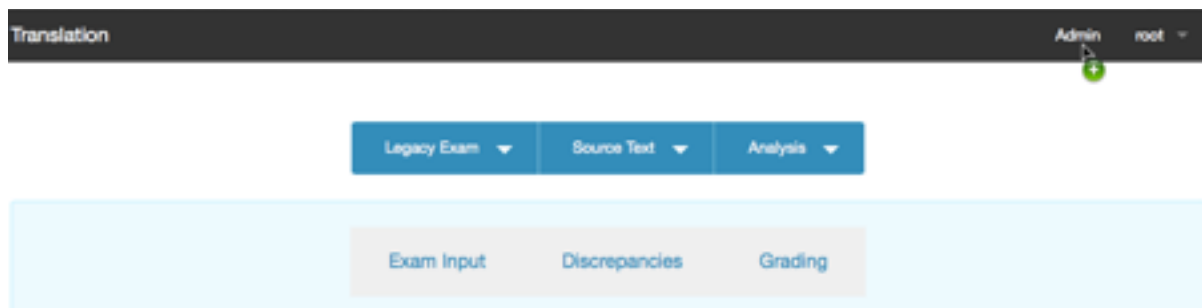 Translation Admin root
Legacy Exam Source Text Analysis
Exam Input Discrepancies Grading